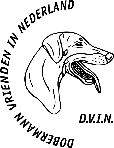 DOBERMANN VRIENDEN IN NEDERLAND
D.V.I.N.